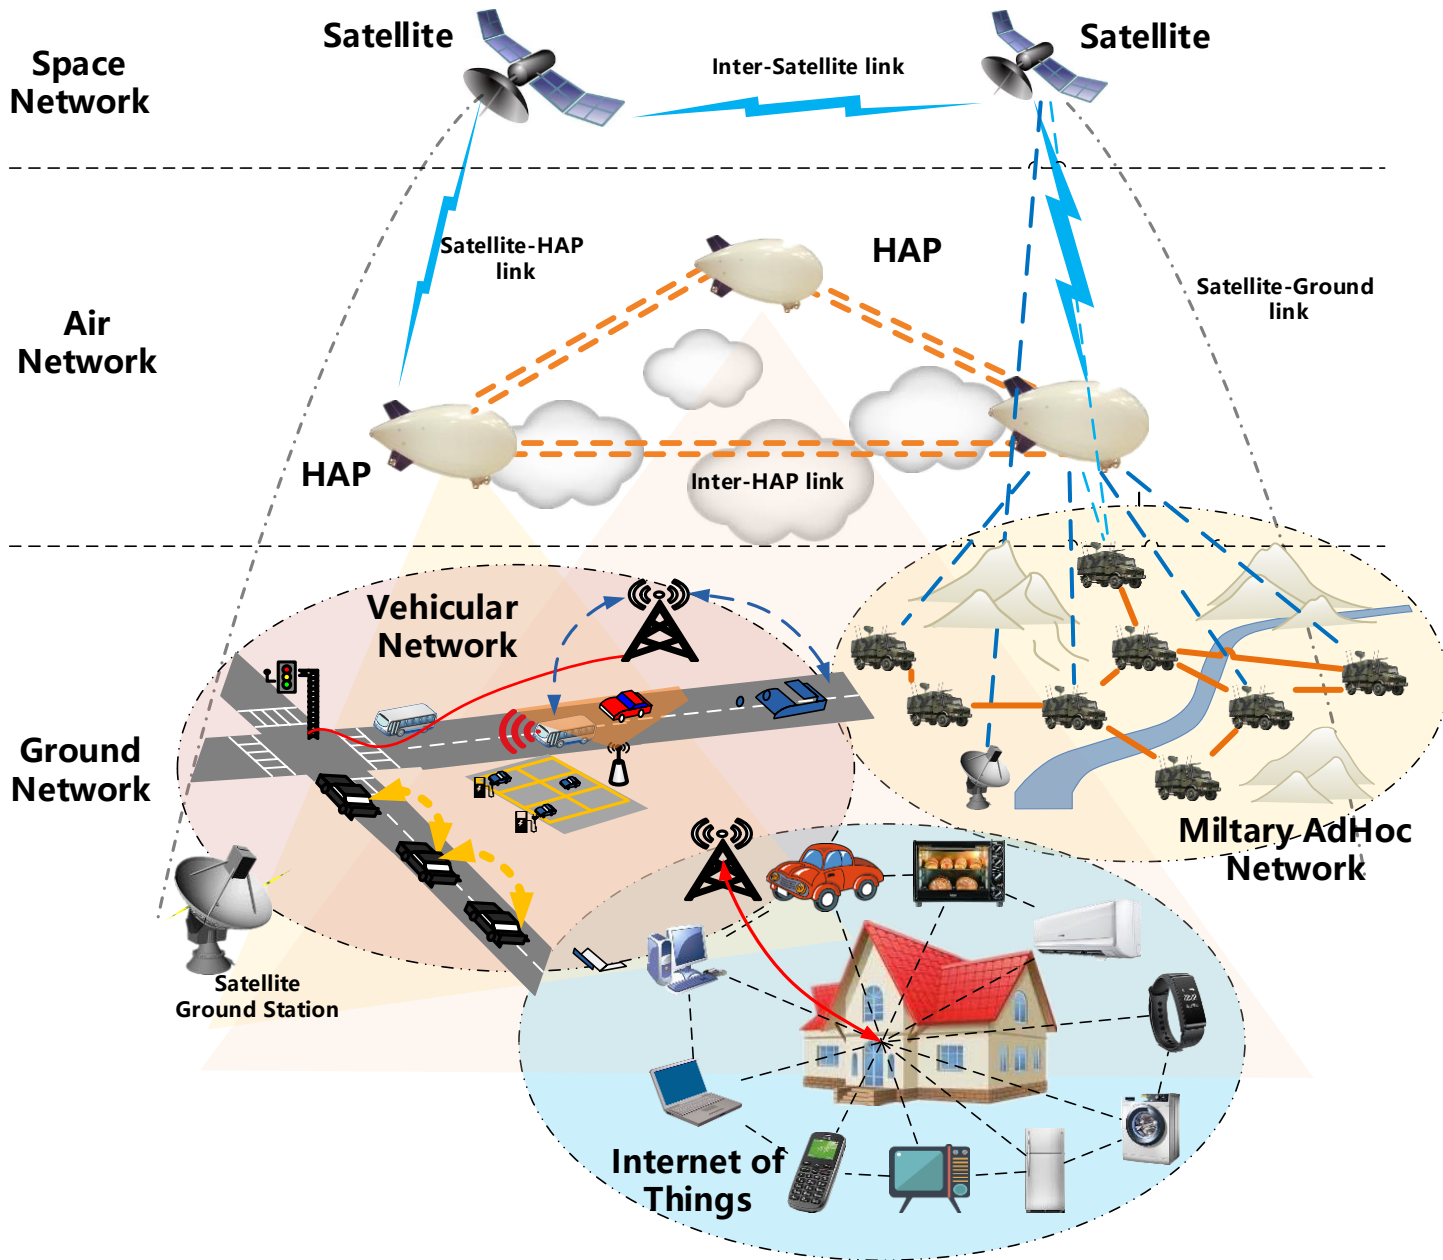 Space
Network
Satellite
Inter-Satellite link
Satellite
Air
Network
Satellite-HAP
link
HAP
Satellite-Ground
link
HAP
Inter-HAP link
Ground
Network
Vehicular
Network
Miltary AdHoc
Network
Satellite
Ground Station
Internet of
Things